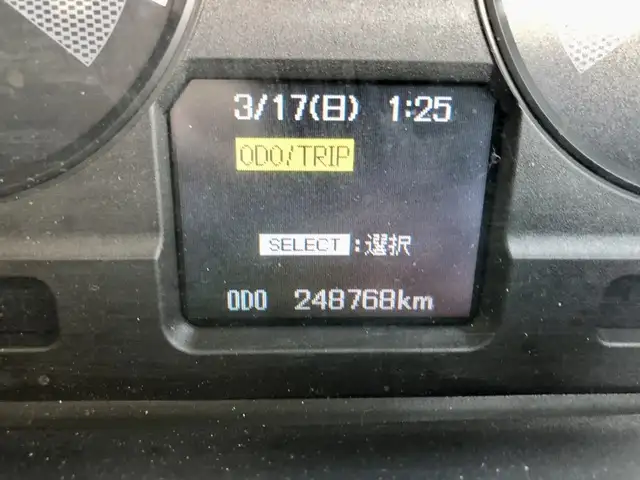 3/17(日) 1:25
ODO/TRIP
SELECT:選択
ODO 248768km